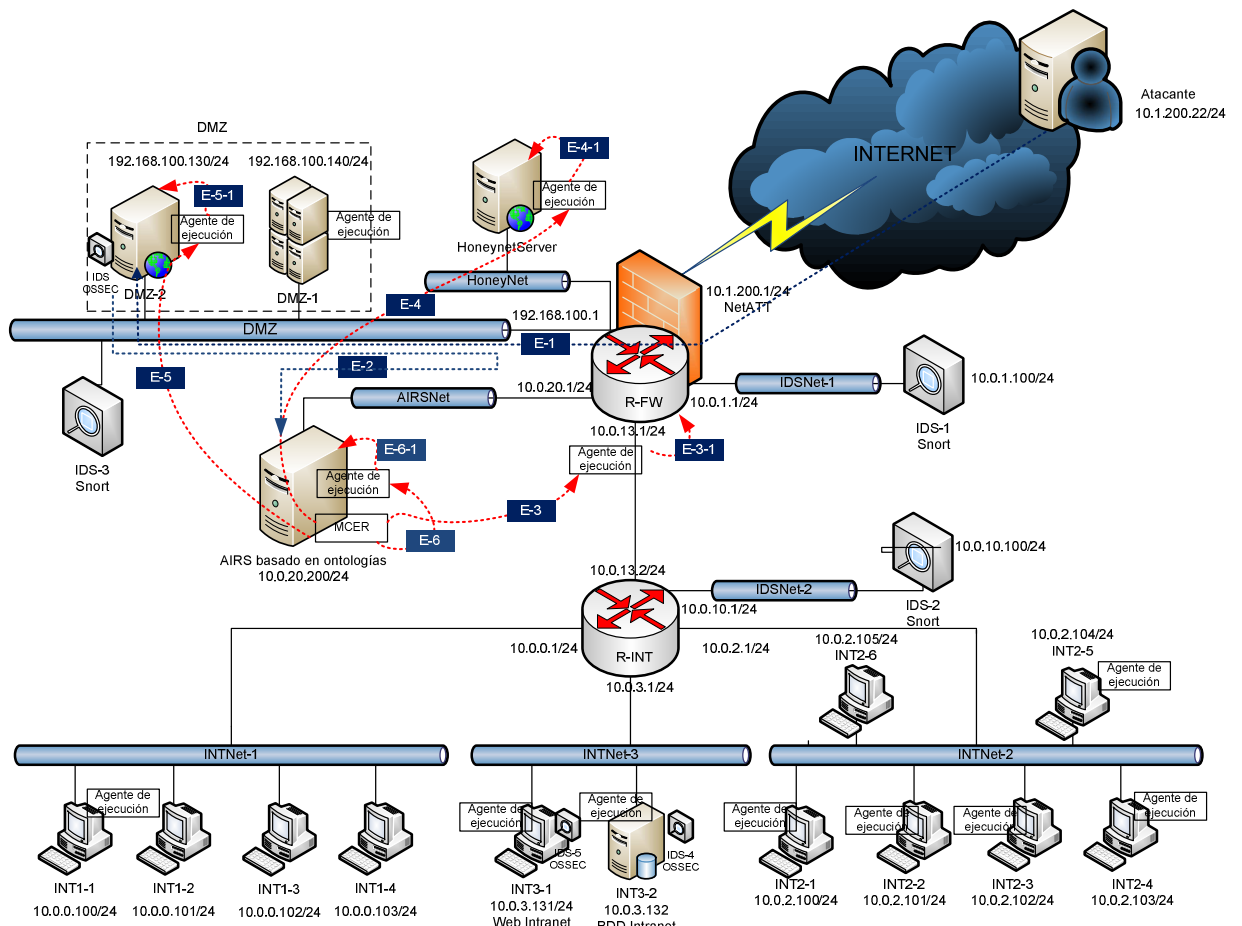 Atacante
10.1.200.22/24
INTERNET
DMZ
192.168.100.130/24
192.168.100.140/24
E-5-1
Agente de
ejecución
Agente de
ejecución
IDS
OSSEC
DMZ-2
DMZ-1
E-4-1
Agente de
ejecución
HoneynetServer
HoneyNet
10.1.200.1/24
NetATT
E-4
192.168.100.1
DMZ
E-1
E-2
E-5
10.0.20.1/24
AIRSNet
R-FW
10.0.1.1/24
IDSNet-1
10.0.1.100/24
IDS-1
Snort
10.0.13.1/24
E-3-1
Agente de
ejecución
IDS-3
Snort
E-6-1
Agente de
ejecución
MCER
E-3
E-6
AIRS basado en ontologías
10.0.20.200/24
10.0.13.2/24
IDSNet-2
10.0.10.1/24
10.0.10.100/24
IDS-2
Snort
10.0.0.1/24
R-INT
10.0.2.1/24
10.0.3.1/24
10.0.2.105/24
INT2-6
10.0.2.104/24
INT2-5
Agente de
ejecución
INTNet-1
INTNet-3
INTNet-2
Agente de
ejecución
Agente de
ejecución
Agente de
ejecución
Agente de
ejecución
Agente de
ejecución
Agente de
ejecución
Agente de
ejecución
IDS-5
OSSEC
IDS-4
OSSEC
INT1-1
10.0.0.100/24
INT1-2
10.0.0.101/24
INT1-3
10.0.0.102/24
INT1-4
10.0.0.103/24
INT3-1
10.0.3.131/24
Web Intranet
INT3-2
10.0.3.132
BDD Intranet
INT2-1
10.0.2.100/24
INT2-2
10.0.2.101/24
INT2-3
10.0.2.102/24
INT2-4
10.0.2.103/24